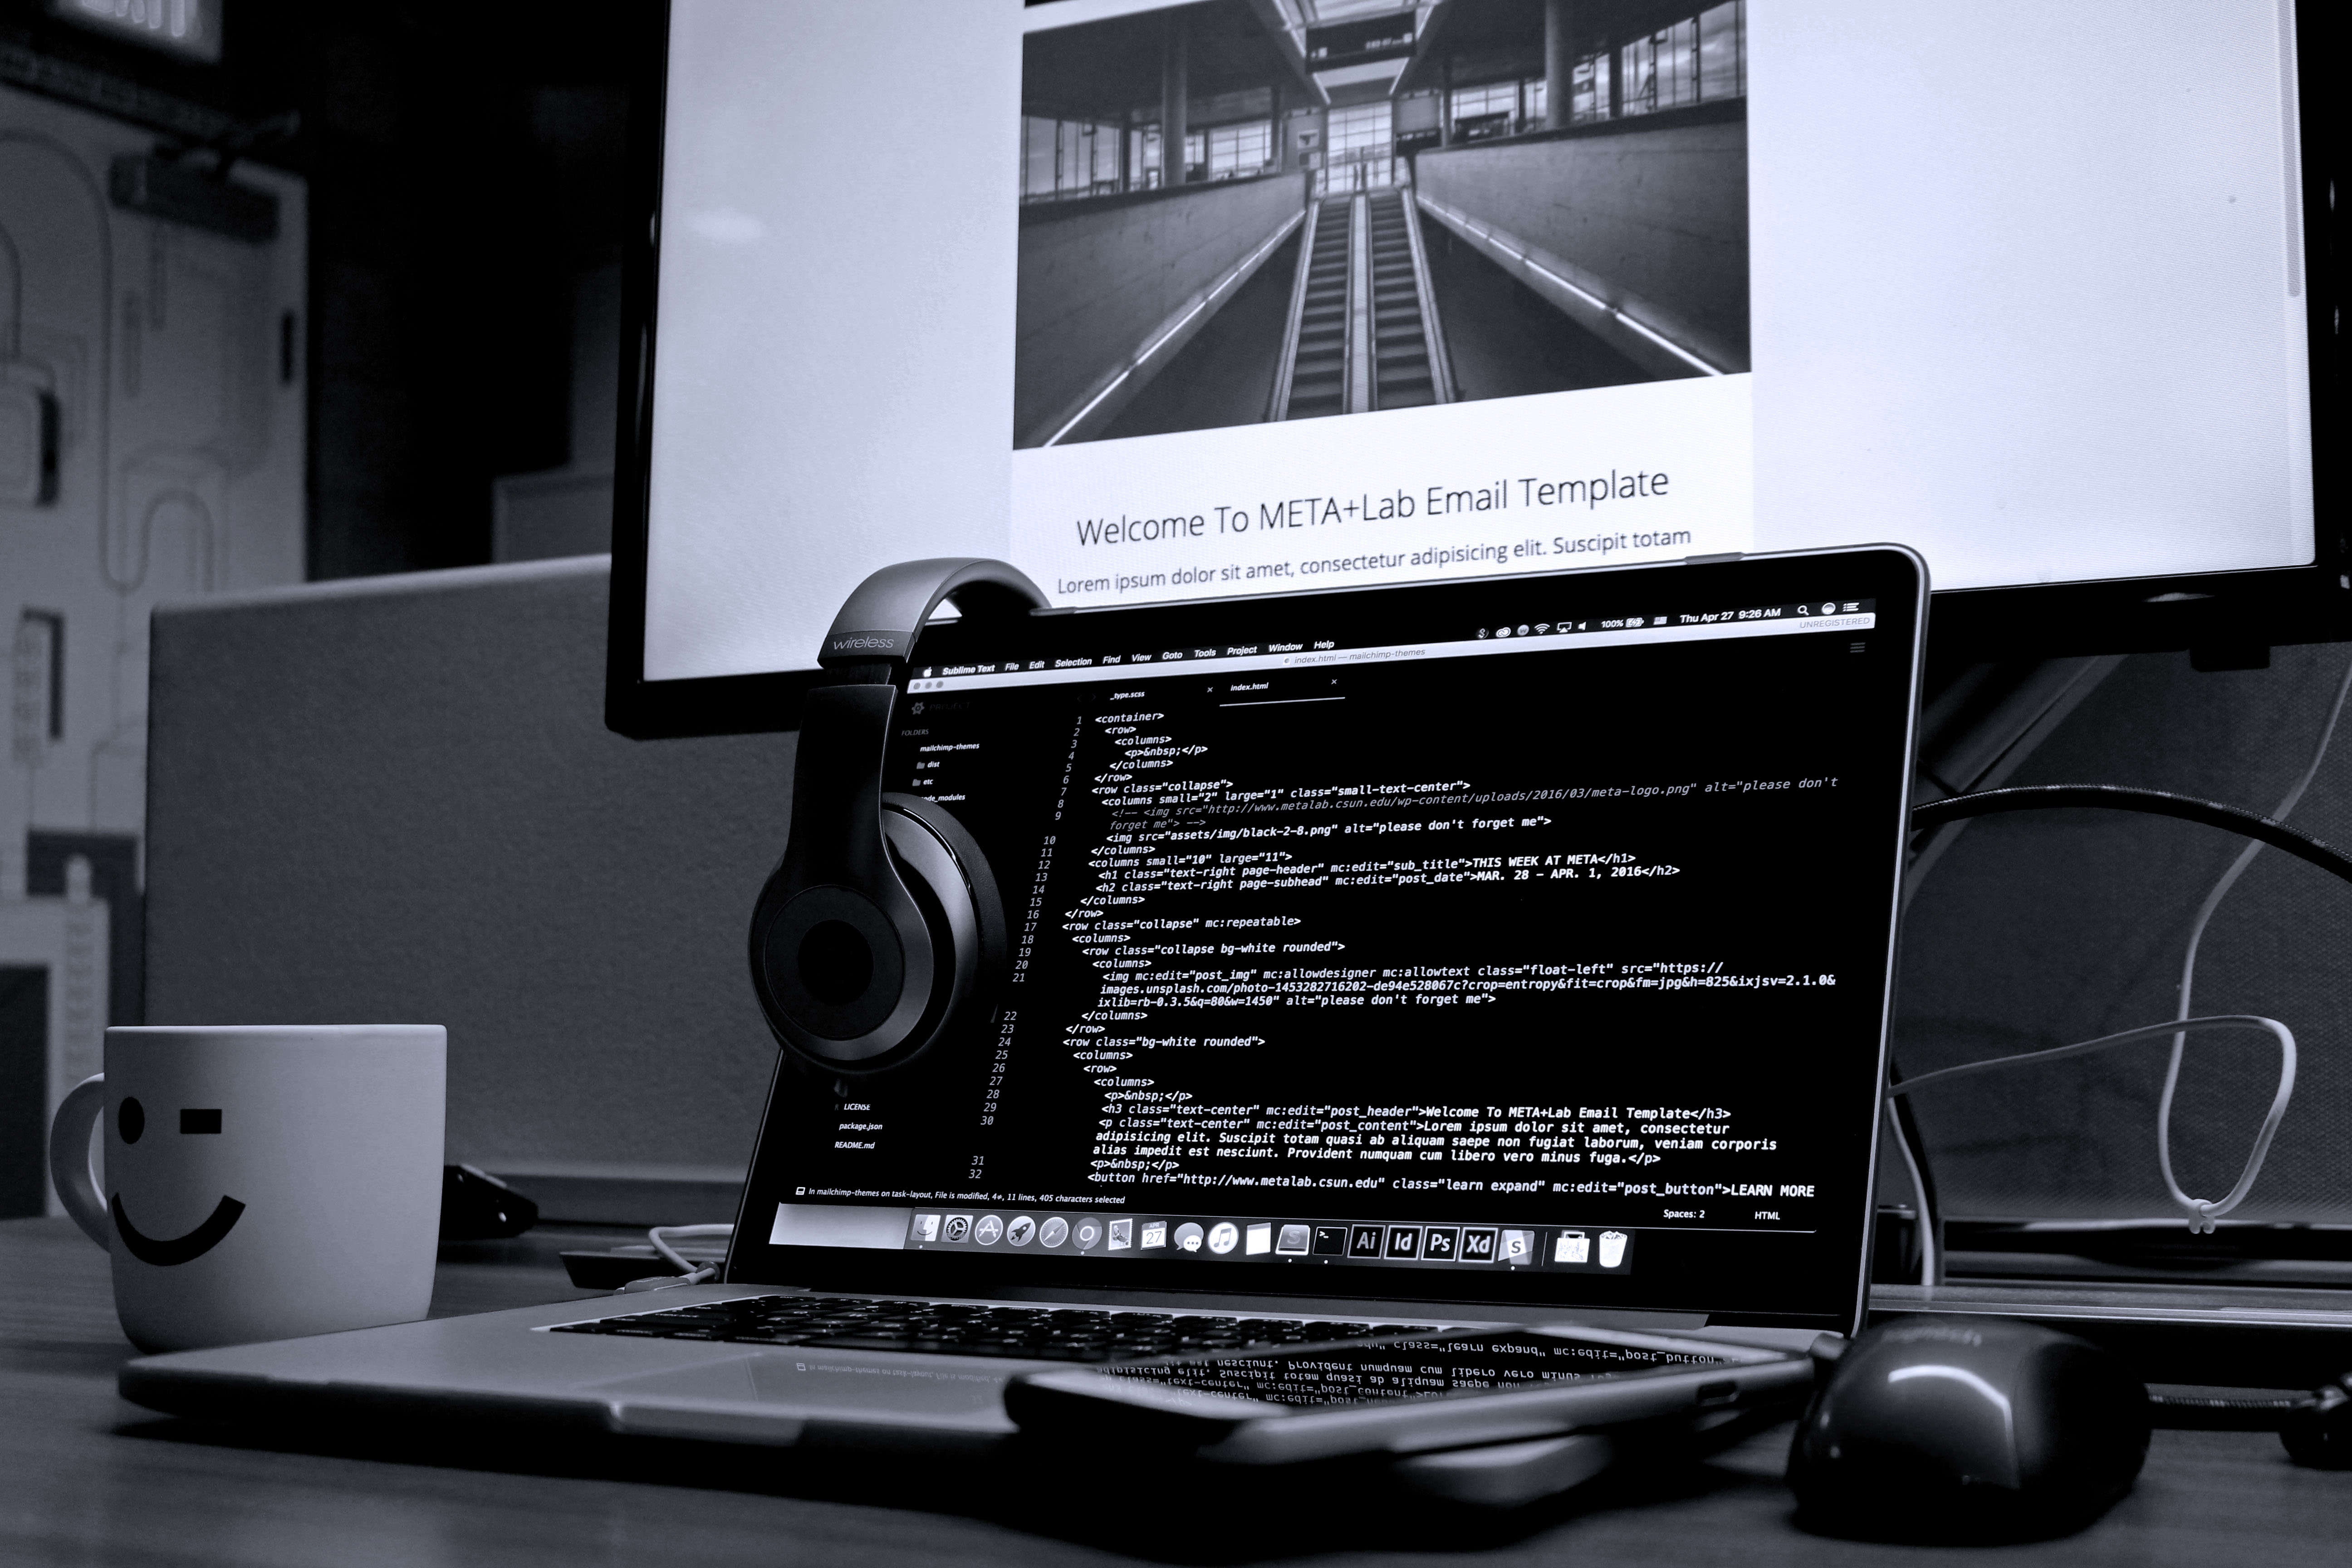 Welcome To META+Lab Email Template
Lorem ipsum dolor sit amet, consectetur adipisicing elit. Suscipit totam
wireless
Sublime Text File Edit Selection Find View Goto Tools Project Window Help 100% Thu Apr 27 9:26 AM
index.html — mailchimp-themes
UNREGISTERED
_type.scss
index.html
FOLDERS
mailchimp-themes
dist
etc
node_modules
LICENSE
package.json
README.md
1 <container>
2 <row>
3 <columns>
4 <p>&nbsp;</p>
5 </columns>
6 </row>
7 <row class="collapse">
8 <columns small="2" large="1" class="small-text-center">
9 <!-- <img src="http://www.metalab.csun.edu/wp-content/uploads/2016/03/meta-logo.png" alt="please don't
forget me"> -->
10 <img src="assets/img/black-2-8.png" alt="please don't forget me">
11 </columns>
12 <columns small="10" large="11">
13 <h1 class="text-right page-header" mc:edit="sub_title">THIS WEEK AT META</h1>
14 <h2 class="text-right page-subhead" mc:edit="post_date">MAR. 28 – APR. 1, 2016</h2>
15 </columns>
16 </row>
17 <row class="collapse" mc:repeatable>
18 <columns>
19 <row class="collapse bg-white rounded">
20 <columns>
21 <img mc:edit="post_img" mc:allowdesigner mc:allowtext class="float-left" src="https://
images.unsplash.com/photo-1453282716202-de94e528067c?crop=entropy&fit=crop&fm=jpg&h=825&ixjsv=2.1.0&
ixlib=rb-0.3.5&q=80&w=1450" alt="please don't forget me">
22 </columns>
23 </row>
24 <row class="bg-white rounded">
25 <columns>
26 <row>
27 <columns>
28 <p>&nbsp;</p>
29 <h3 class="text-center" mc:edit="post_header">Welcome To META+Lab Email Template</h3>
30 <p class="text-center" mc:edit="post_content">Lorem ipsum dolor sit amet, consectetur
adipisicing elit. Suscipit totam quasi ab aliquam saepe non fugiat laborum, veniam corporis
alias impedit est nesciunt. Provident numquam cum libero vero minus fuga.</p>
31 <p>&nbsp;</p>
32 <button href="http://www.metalab.csun.edu" class="learn expand" mc:edit="post_button">LEARN MORE
In mailchimp-themes on task-layout, File is modified, 4≠, 11 lines, 405 characters selected
Spaces: 2 HTML
27 Ai Id Ps Xd S